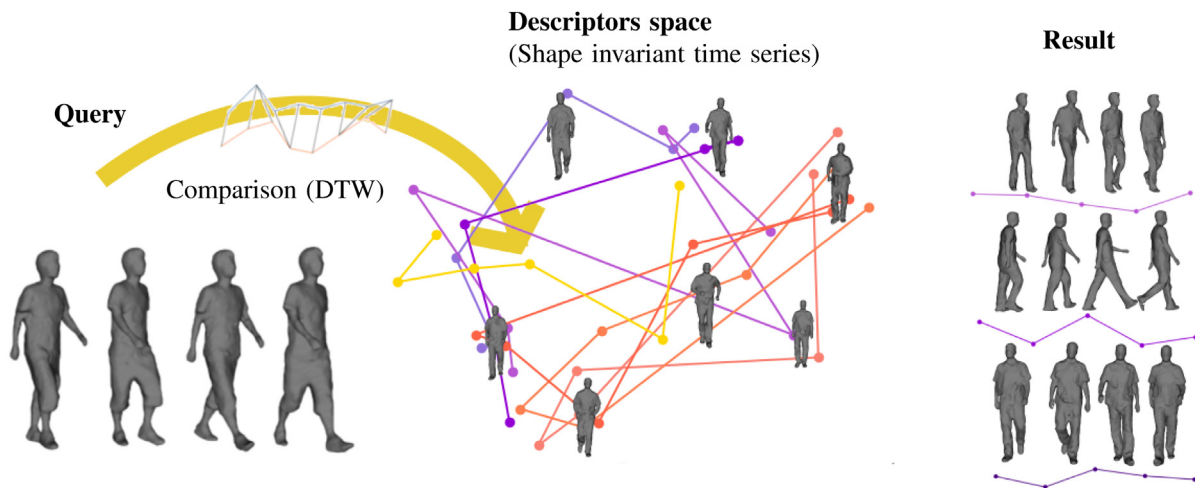 Query
Comparison (DTW)
Descriptors space
(Shape invariant time series)
Result